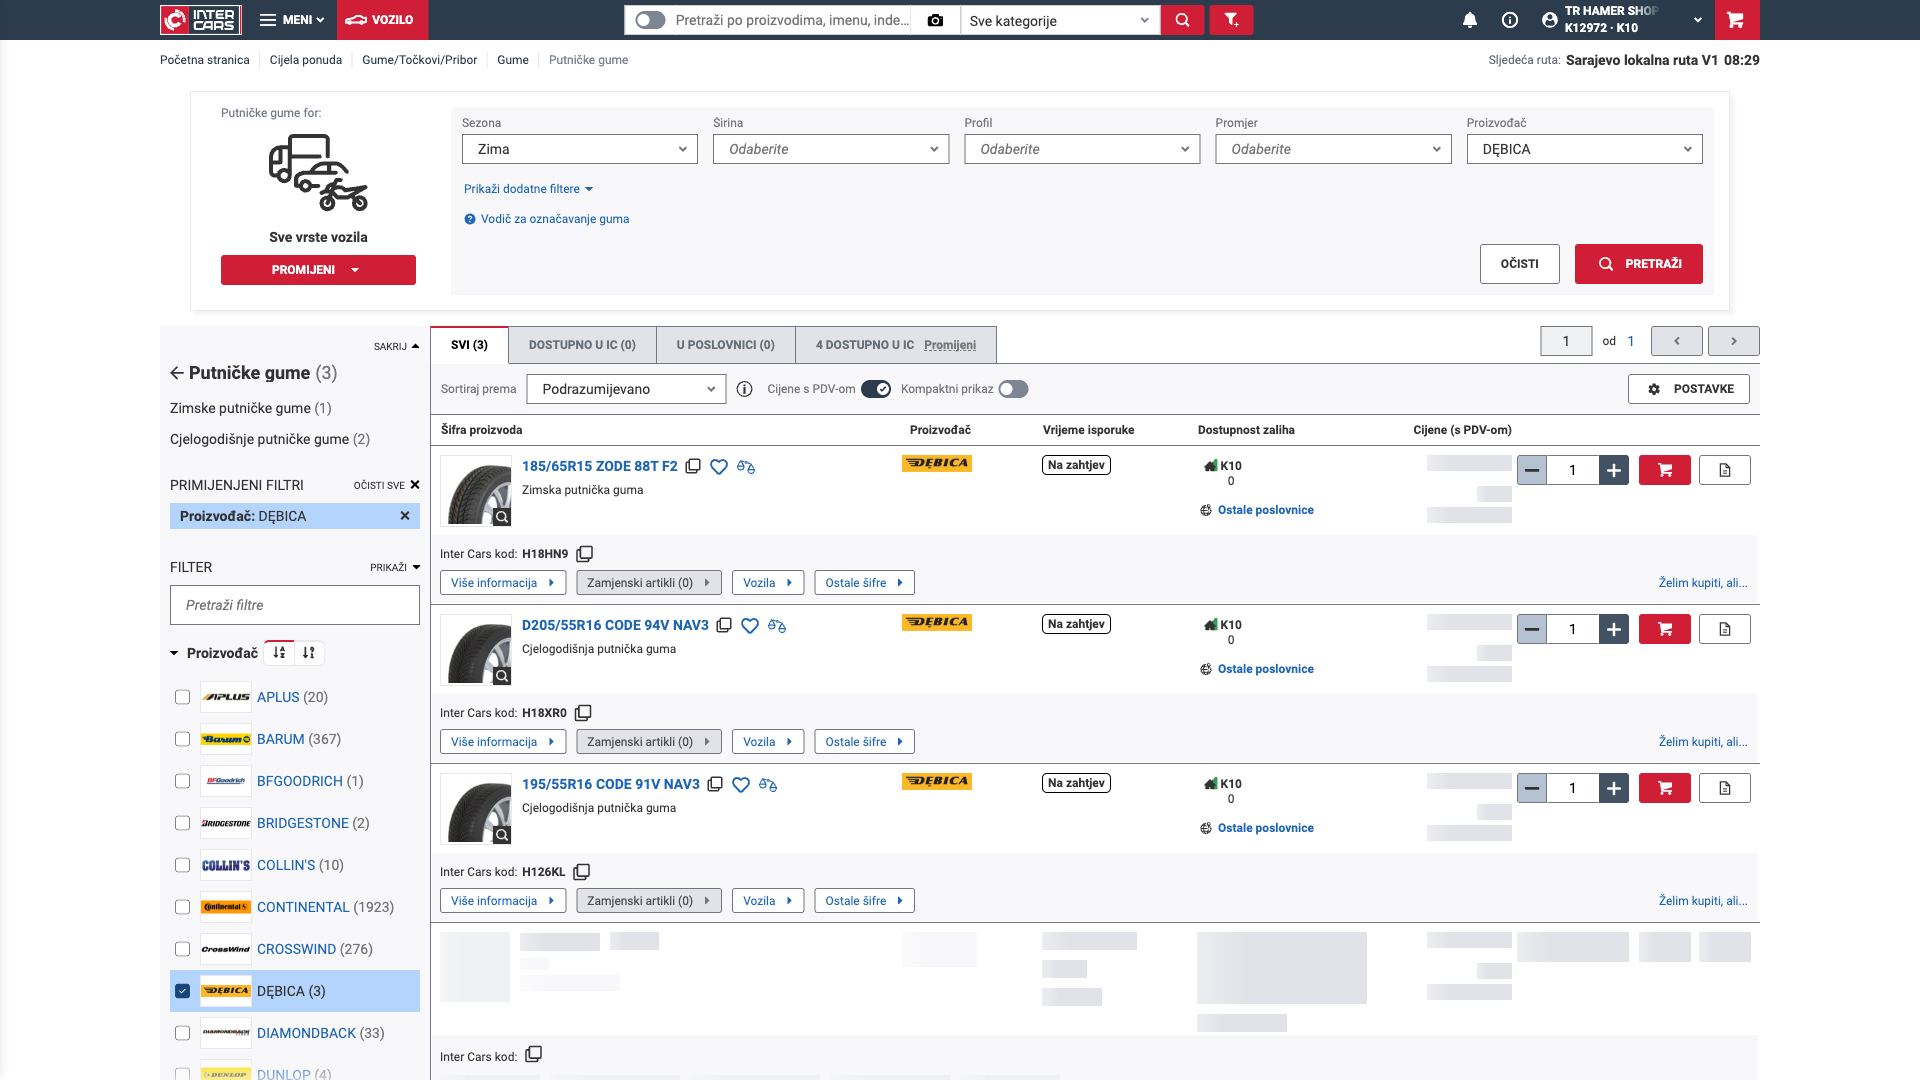 INTER CARS
MENI
VOZILO
Pretraži po proizvodima, imenu, inde...
Sve kategorije
TR HAMER SHOP
K12972 · K10
Početna stranica
Cijela ponuda
Gume/Točkovi/Pribor
Gume
Putničke gume
Sljedeća ruta: Sarajevo lokalna ruta V1 08:29
Putničke gume for:
Sve vrste vozila
PROMIJENI
Sezona
Širina
Profil
Promjer
Proizvođač
Zima
Odaberite
Odaberite
Odaberite
DĘBICA
Prikaži dodatne filtere
Vodič za označavanje guma
OČISTI
PRETRAŽI
SAKRIJ
Putničke gume (3)
Zimske putničke gume (1)
Cjelogodišnje putničke gume (2)
PRIMIJENJENI FILTRI
OČISTI SVE
Proizvođač: DĘBICA
FILTER
PRIKAŽI
Pretraži filtre
Proizvođač
APLUS APLUS (20)
Barum BARUM (367)
BFGoodrich BFGOODRICH (1)
BRIDGESTONE BRIDGESTONE (2)
COLLIN'S COLLIN'S (10)
Continental CONTINENTAL (1923)
CROSSWIND CROSSWIND (276)
DĘBICA DĘBICA (3)
DIAMONDBACK DIAMONDBACK (33)
DUNLOP DUNLOP (4)
SVI (3)
DOSTUPNO U IC (0)
U POSLOVNICI (0)
4 DOSTUPNO U IC Promijeni
1 od 1
Sortiraj prema
Podrazumijevano
Cijene s PDV-om
Kompaktni prikaz
POSTAVKE
Šifra proizvoda
Proizvođač
Vrijeme isporuke
Dostupnost zaliha
Cijene (s PDV-om)
185/65R15 ZODE 88T F2
Zimska putnička guma
DĘBICA
Na zahtjev
K10
0
Ostale poslovnice
1
Inter Cars kod: H18HN9
Više informacija
Zamjenski artikli (0)
Vozila
Ostale šifre
Želim kupiti, ali...
D205/55R16 CODE 94V NAV3
Cjelogodišnja putnička guma
DĘBICA
Na zahtjev
K10
0
Ostale poslovnice
1
Inter Cars kod: H18XR0
Više informacija
Zamjenski artikli (0)
Vozila
Ostale šifre
Želim kupiti, ali...
195/55R16 CODE 91V NAV3
Cjelogodišnja putnička guma
DĘBICA
Na zahtjev
K10
0
Ostale poslovnice
1
Inter Cars kod: H126KL
Više informacija
Zamjenski artikli (0)
Vozila
Ostale šifre
Želim kupiti, ali...
Inter Cars kod: